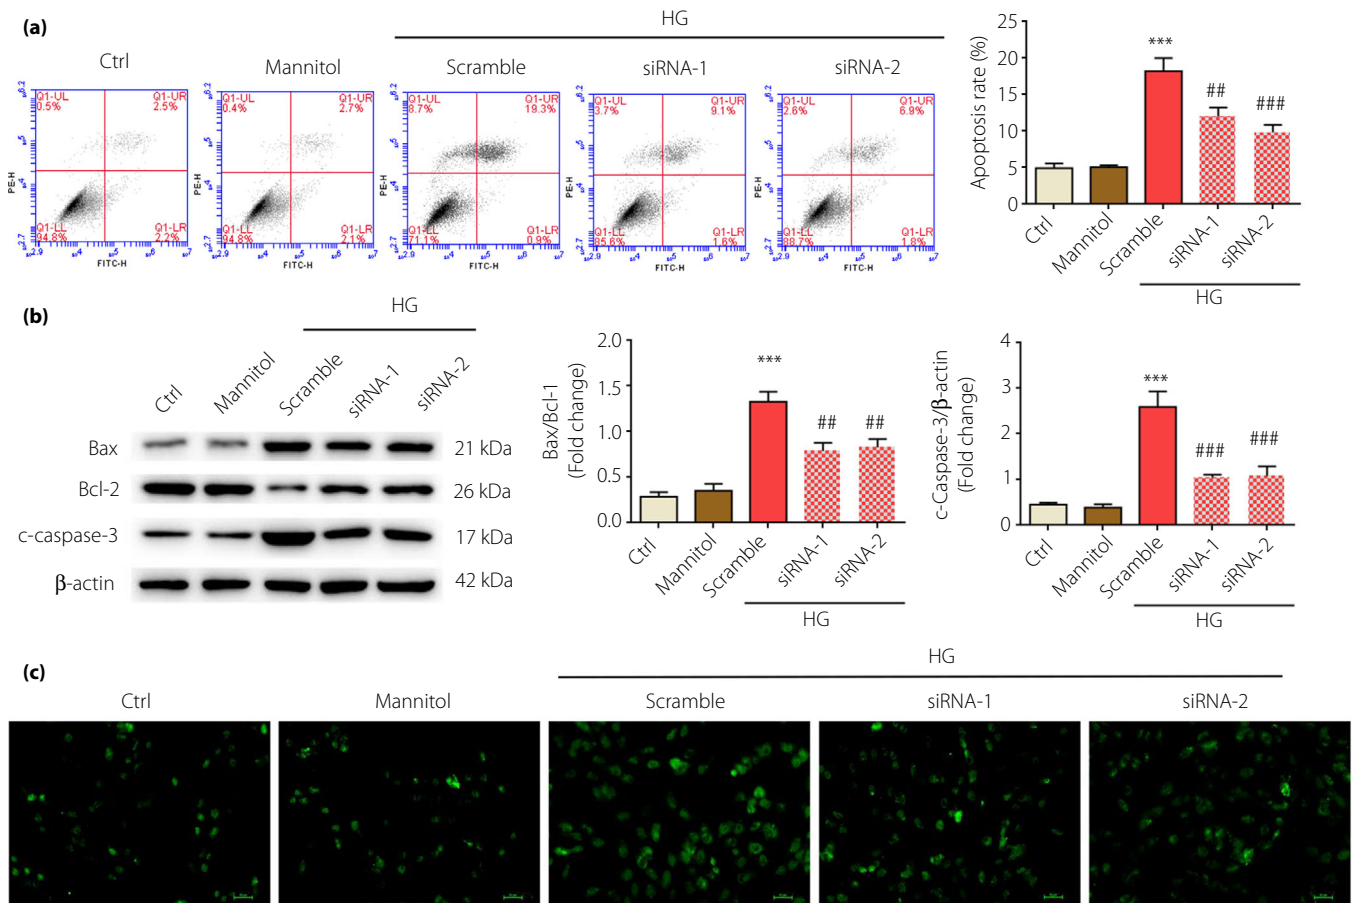 (a)
HG
Ctrl
Mannitol
Scramble
siRNA-1
siRNA-2
Q1-UL
0.5%
Q1-UR
2.5%
Q1-LL
94.8%
Q1-LR
2.2%
PE-H
FITC-H
Q1-UL
0.4%
Q1-UR
2.7%
Q1-LL
94.8%
Q1-LR
2.1%
PE-H
FITC-H
Q1-UL
8.7%
Q1-UR
19.3%
Q1-LL
71.1%
Q1-LR
0.9%
PE-H
FITC-H
Q1-UL
3.7%
Q1-UR
9.1%
Q1-LL
85.6%
Q1-LR
1.6%
PE-H
FITC-H
Q1-UL
2.6%
Q1-UR
6.9%
Q1-LL
88.7%
Q1-LR
1.8%
PE-H
FITC-H
Apoptosis rate (%)
25
20
15
10
5
0
***
##
###
Ctrl
Mannitol
Scramble
siRNA-1
siRNA-2
HG
(b)
HG
Ctrl
Mannitol
Scramble
siRNA-1
siRNA-2
Bax 21 kDa
Bcl-2 26 kDa
c-caspase-3 17 kDa
β-actin 42 kDa
Bax/Bcl-1
(Fold change)
2.0
1.5
1.0
0.5
0.0
***
##
##
Ctrl
Mannitol
Scramble
siRNA-1
siRNA-2
HG
c-Caspase-3/β-actin
(Fold change)
4
3
2
1
0
***
###
###
Ctrl
Mannitol
Scramble
siRNA-1
siRNA-2
HG
(c)
HG
Ctrl
Mannitol
Scramble
siRNA-1
siRNA-2